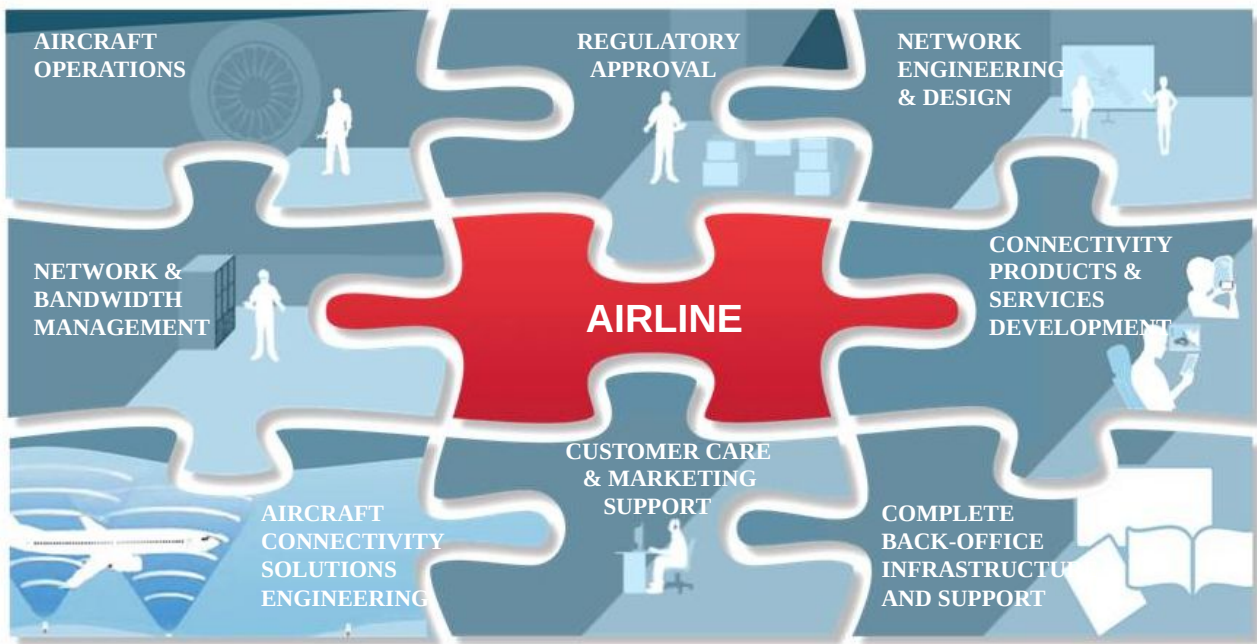 AIRCRAFT
OPERATIONS
REGULATORY
APPROVAL
NETWORK
ENGINEERING
& DESIGN
NETWORK &
BANDWIDTH
MANAGEMENT
AIRLINE
CONNECTIVITY
PRODUCTS &
SERVICES
DEVELOPMENT
AIRCRAFT
CONNECTIVITY
SOLUTIONS
ENGINEERING
CUSTOMER CARE
& MARKETING
SUPPORT
COMPLETE
BACK-OFFICE
INFRASTRUCTURE
AND SUPPORT